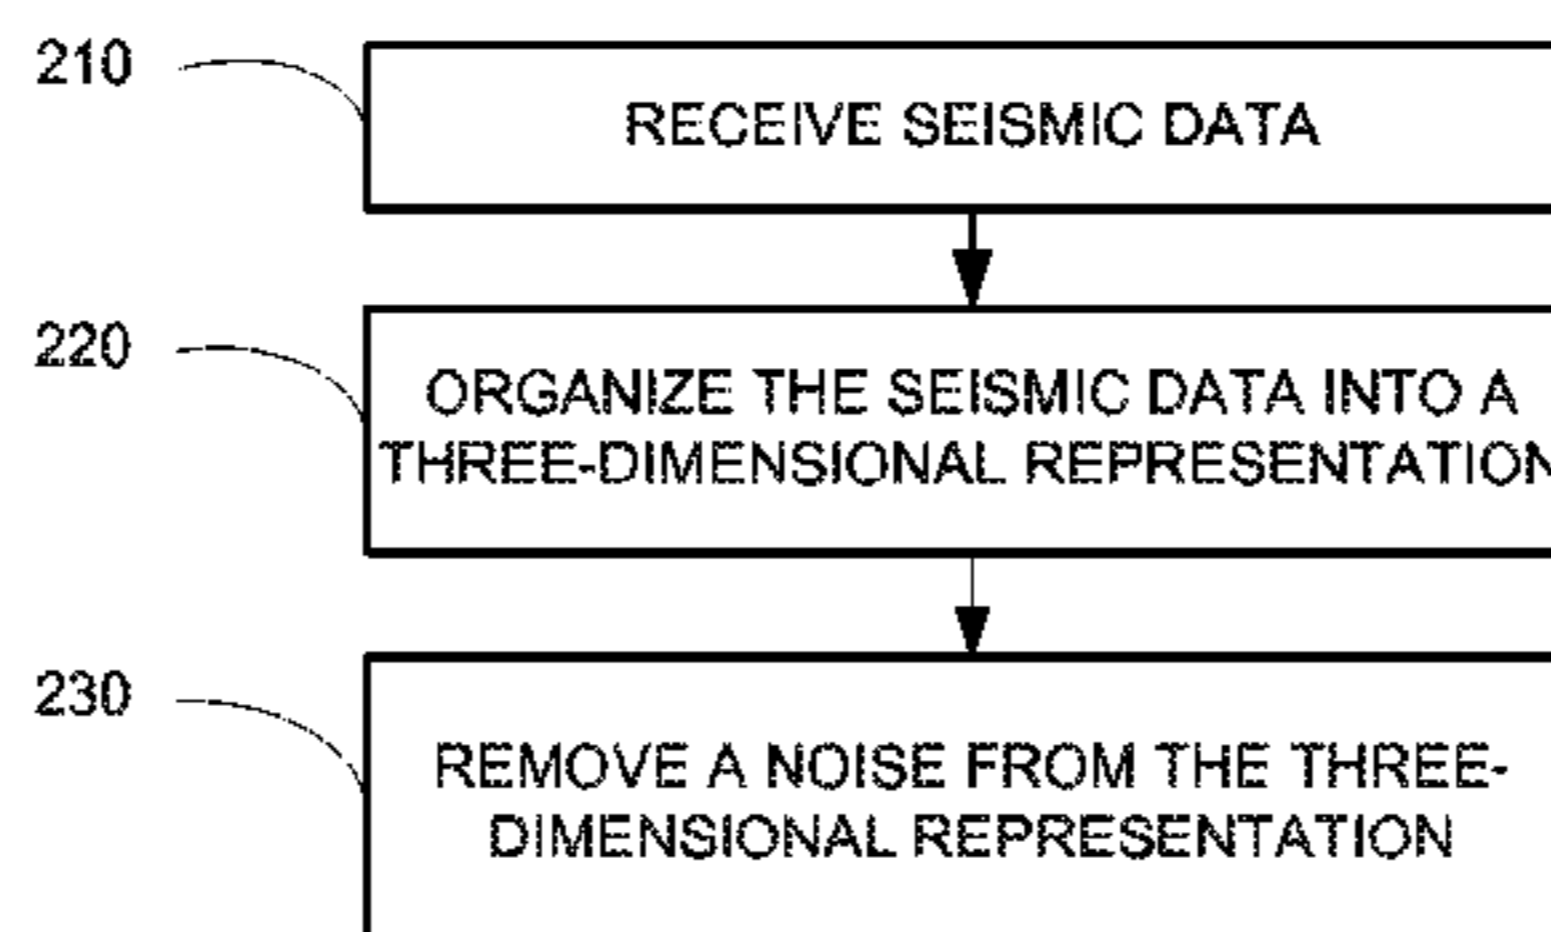 210
RECEIVE SEISMIC DATA
220
ORGANIZE THE SEISMIC DATA INTO A
THREE-DIMENSIONAL REPRESENTATION
230
REMOVE A NOISE FROM THE THREE-
DIMENSIONAL REPRESENTATION